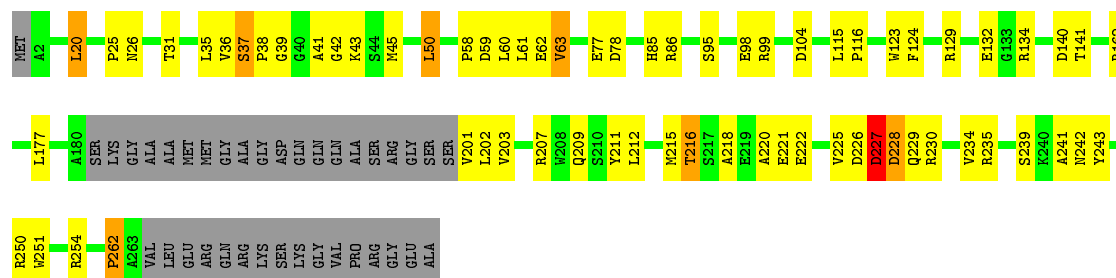 MET A2 L20 P25 N26 T31 L35 V36 S37 P38 G39 G40 A41 G42 K43 S44 M45 L50 P58 D59 L60 L61 E62 V63 E77 D78 H85 R86 S95 E98 R99 D104 L115 P116 W123 F124 R129 E132 G133 R134 D140 T141
L177 A180 SER LYS GLY ALA ALA MET MET GLY ALA GLY ASP GLN GLN GLN ALA SER ARG GLY SER SER V201 L202 V203 R207 W208 Q209 S210 Y211 L212 M215 T216 S217 A218 E219 A220 E221 E222 V225 D226 D227 D228 Q229 R230 V234 R235 S239 K240 A241 N242 Y243
R250 W251 R254 P262 A263 VAL LEU GLU ARG GLN ARG LYS SER LYS GLY VAL PRO ARG GLY GLU ALA